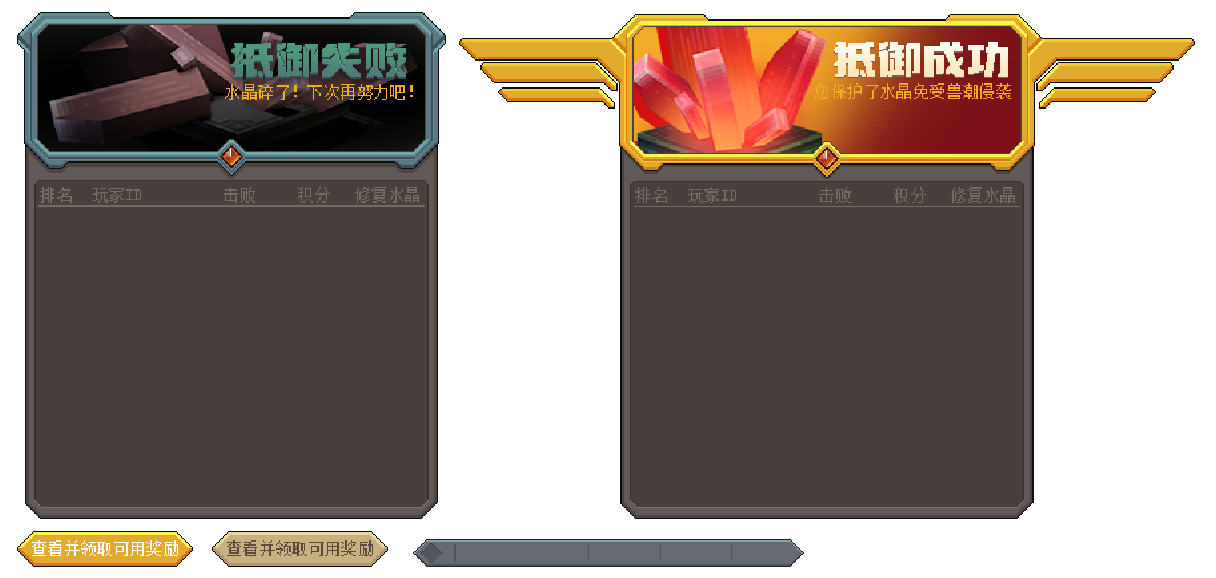 抵御失败
水晶碎了！下次再努力吧！
排名 玩家ID 击败 积分 修复水晶
抵御成功
您保护了水晶免受兽潮侵袭
排名 玩家ID 击败 积分 修复水晶
查看并领取可用奖励
查看并领取可用奖励